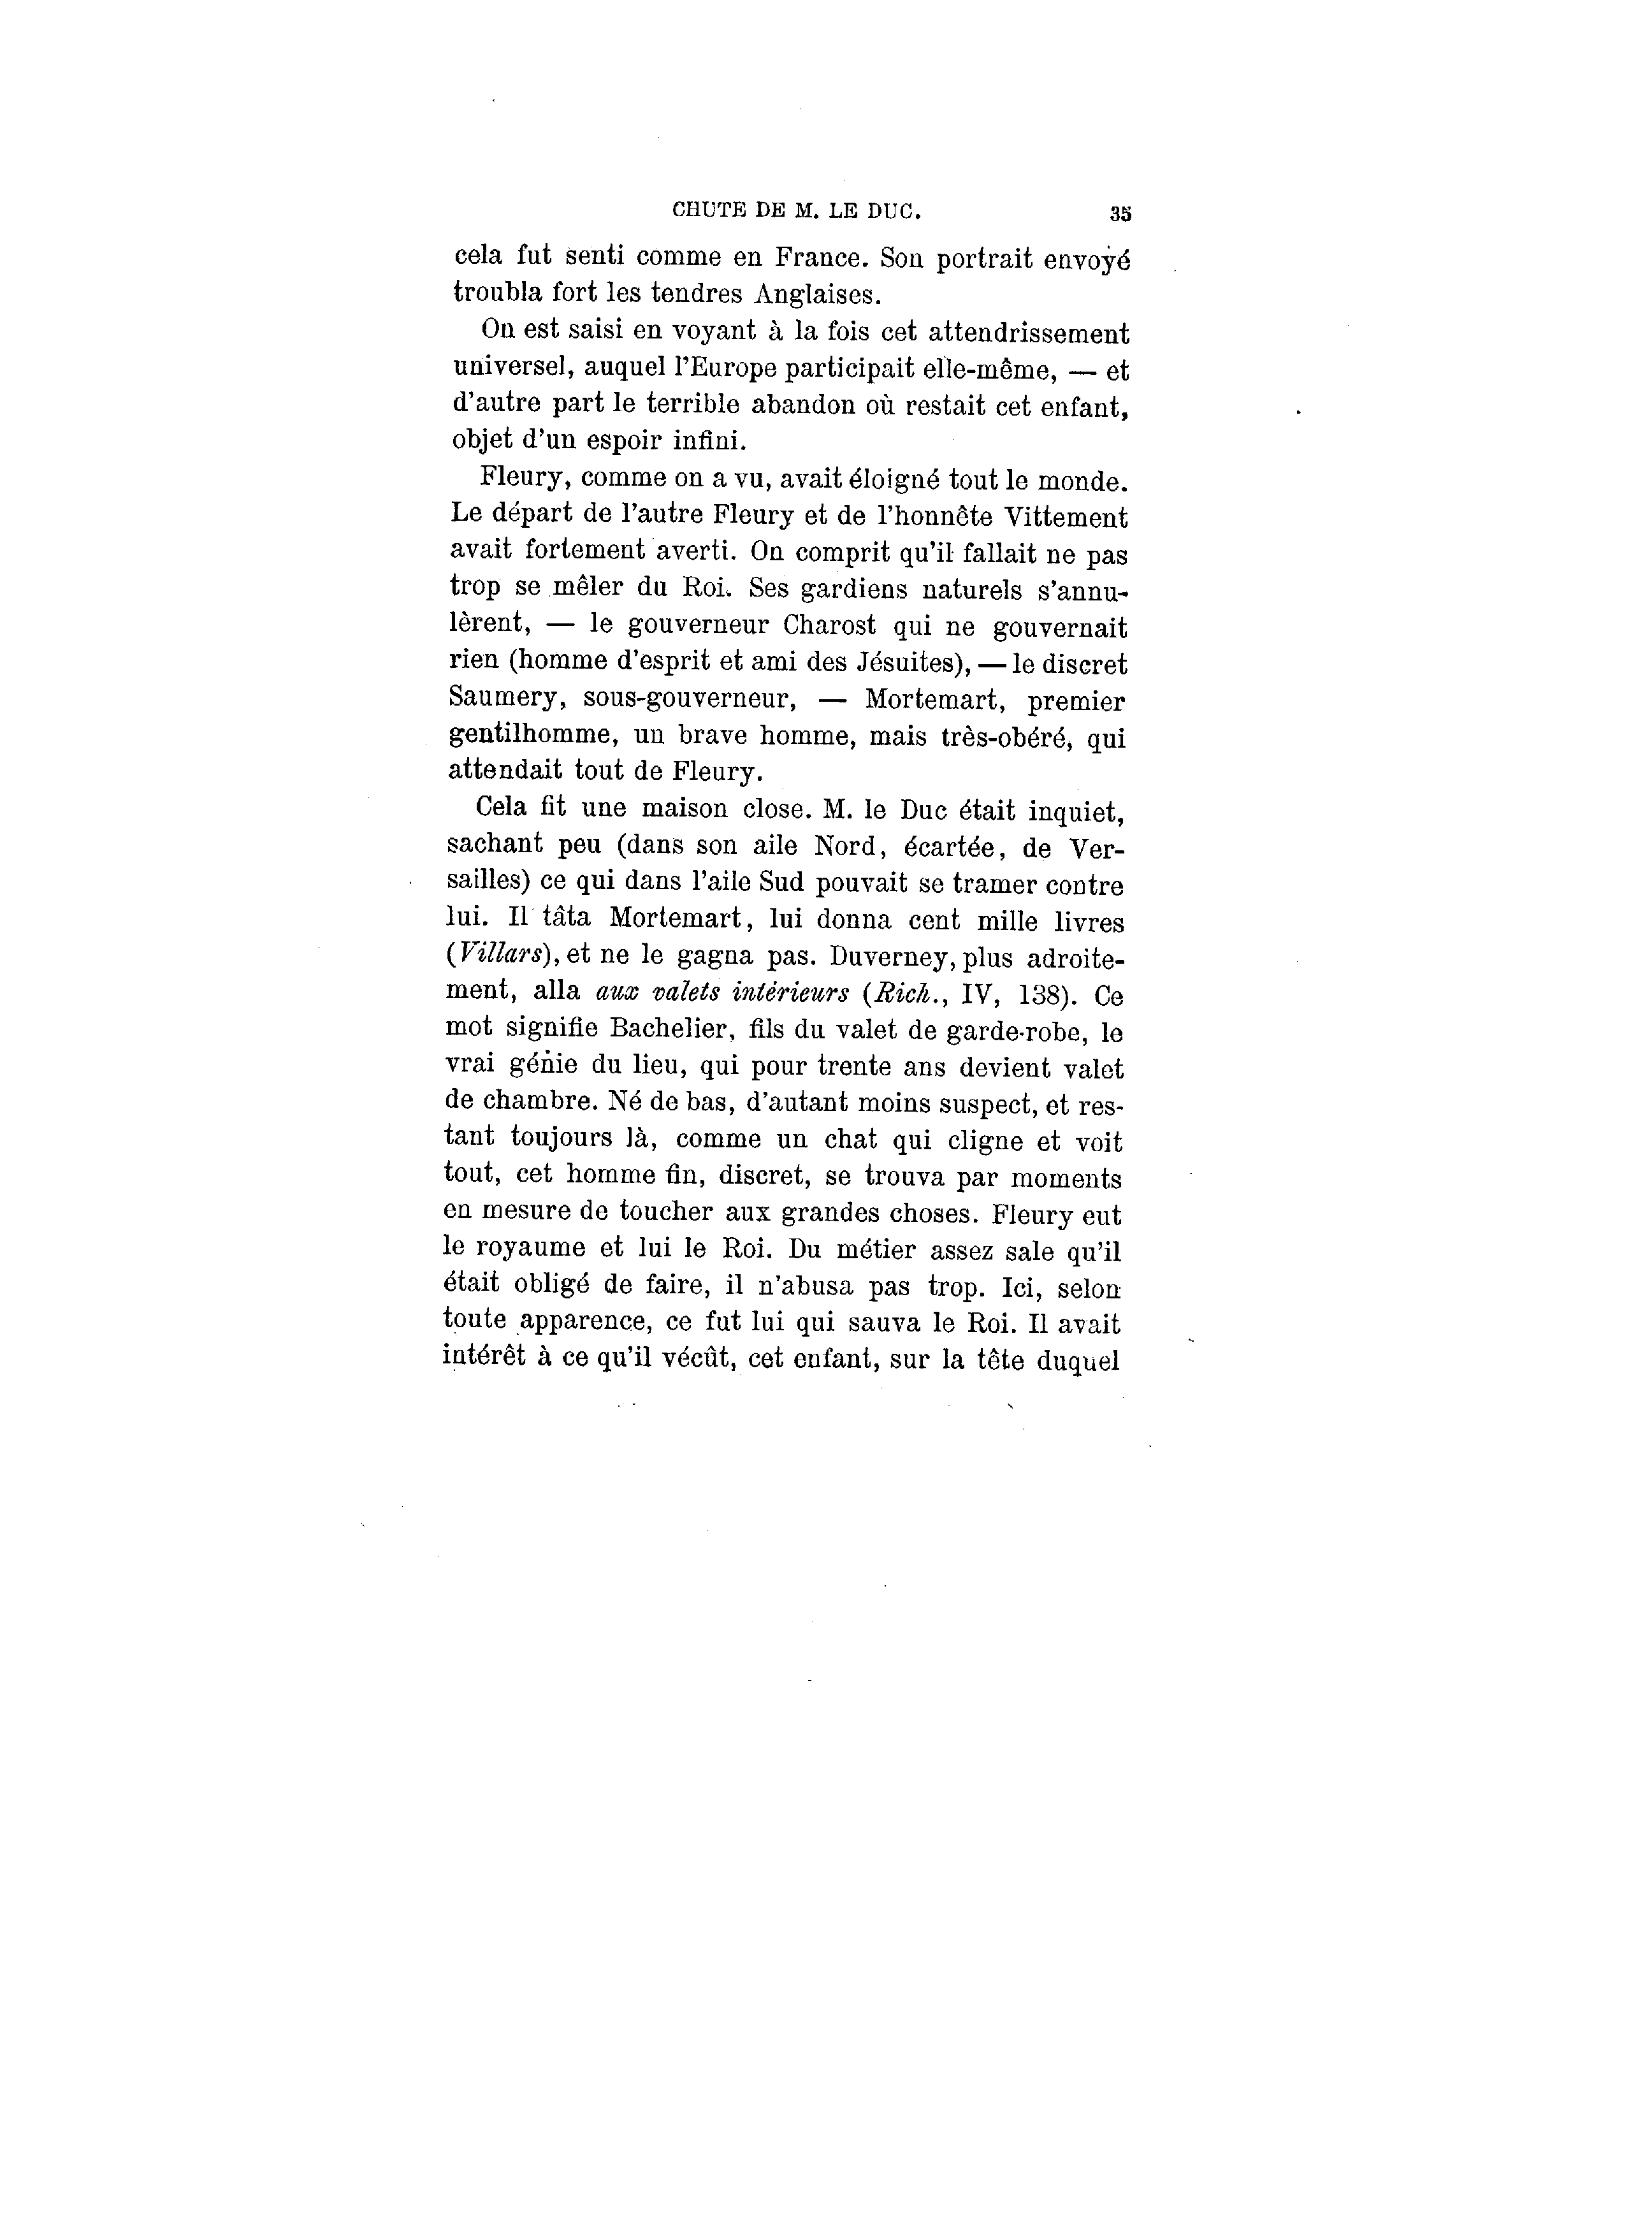 CHUTE DE M. LE DUC. 35
cela fut senti comme en France. Son portrait envoyé
troubla fort les tendres Anglaises.
On est saisi en voyant à la fois cet attendrissement
universel, auquel l'Europe participait elle-même, — et
d'autre part le terrible abandon où restait cet enfant,
objet d'un espoir infini.
Fleury, comme on a vu, avait éloigné tout le monde.
Le départ de l'autre Fleury et de l'honnête Vittement
avait fortement averti. On comprit qu'il fallait ne pas
trop se mêler du Roi. Ses gardiens naturels s'annu-
lèrent, — le gouverneur Charost qui ne gouvernait
rien (homme d'esprit et ami des Jésuites), — le discret
Saumery, sous-gouverneur, — Mortemart, premier
gentilhomme, un brave homme, mais très-obéré, qui
attendait tout de Fleury.
Cela fit une maison close. M. le Duc était inquiet,
sachant peu (dans son aile Nord, écartée, de Ver-
sailles) ce qui dans l'aile Sud pouvait se tramer contre
lui. Il tâta Mortemart, lui donna cent mille livres
(Villars), et ne le gagna pas. Duverney, plus adroite-
ment, alla aux valets intérieurs (Rich., IV, 138). Ce
mot signifie Bachelier, fils du valet de garde-robe, le
vrai génie du lieu, qui pour trente ans devient valet
de chambre. Né de bas, d'autant moins suspect, et res-
tant toujours là, comme un chat qui cligne et voit
tout, cet homme fin, discret, se trouva par moments
en mesure de toucher aux grandes choses. Fleury eut
le royaume et lui le Roi. Du métier assez sale qu'il
était obligé de faire, il n'abusa pas trop. Ici, selon
toute apparence, ce fut lui qui sauva le Roi. Il avait
intérêt à ce qu'il vécût, cet enfant, sur la tête duquel